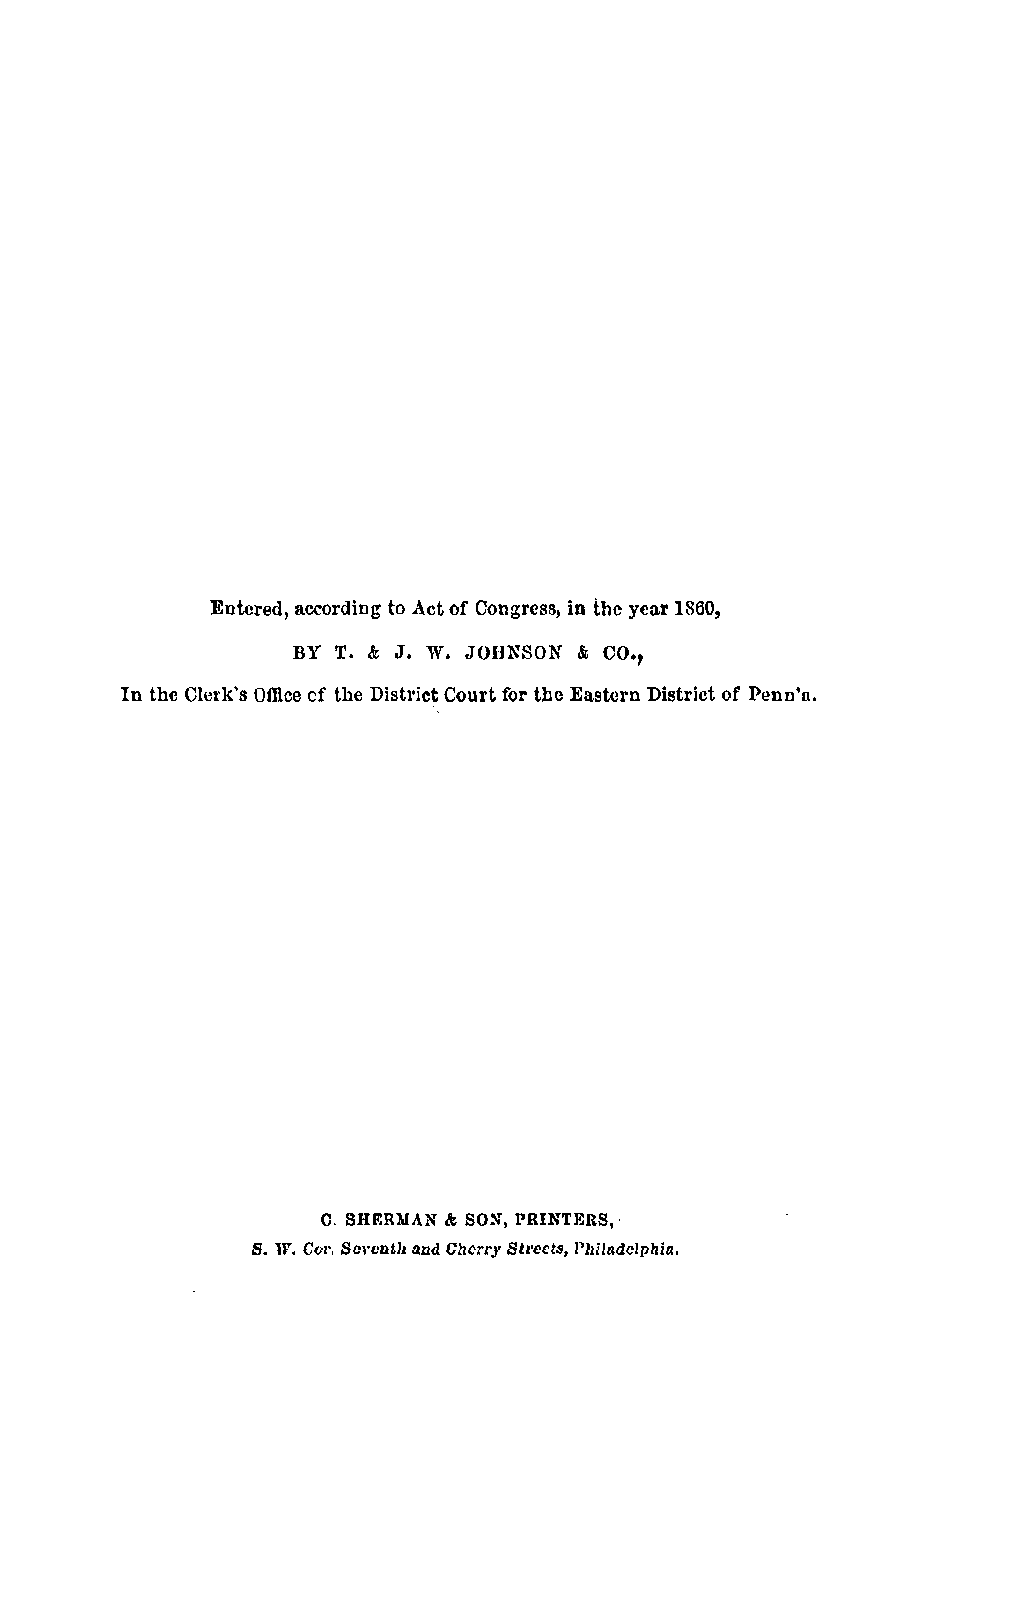 Entered, according to Act of Congress, in the year 1860,
BY T. & J. W. JOHNSON & CO.,
In the Clerk's Office of the District Court for the Eastern District of Penn'a.
C. SHERMAN & SON, PRINTERS,
S. W. Cor. Seventh and Cherry Streets, Philadelphia.